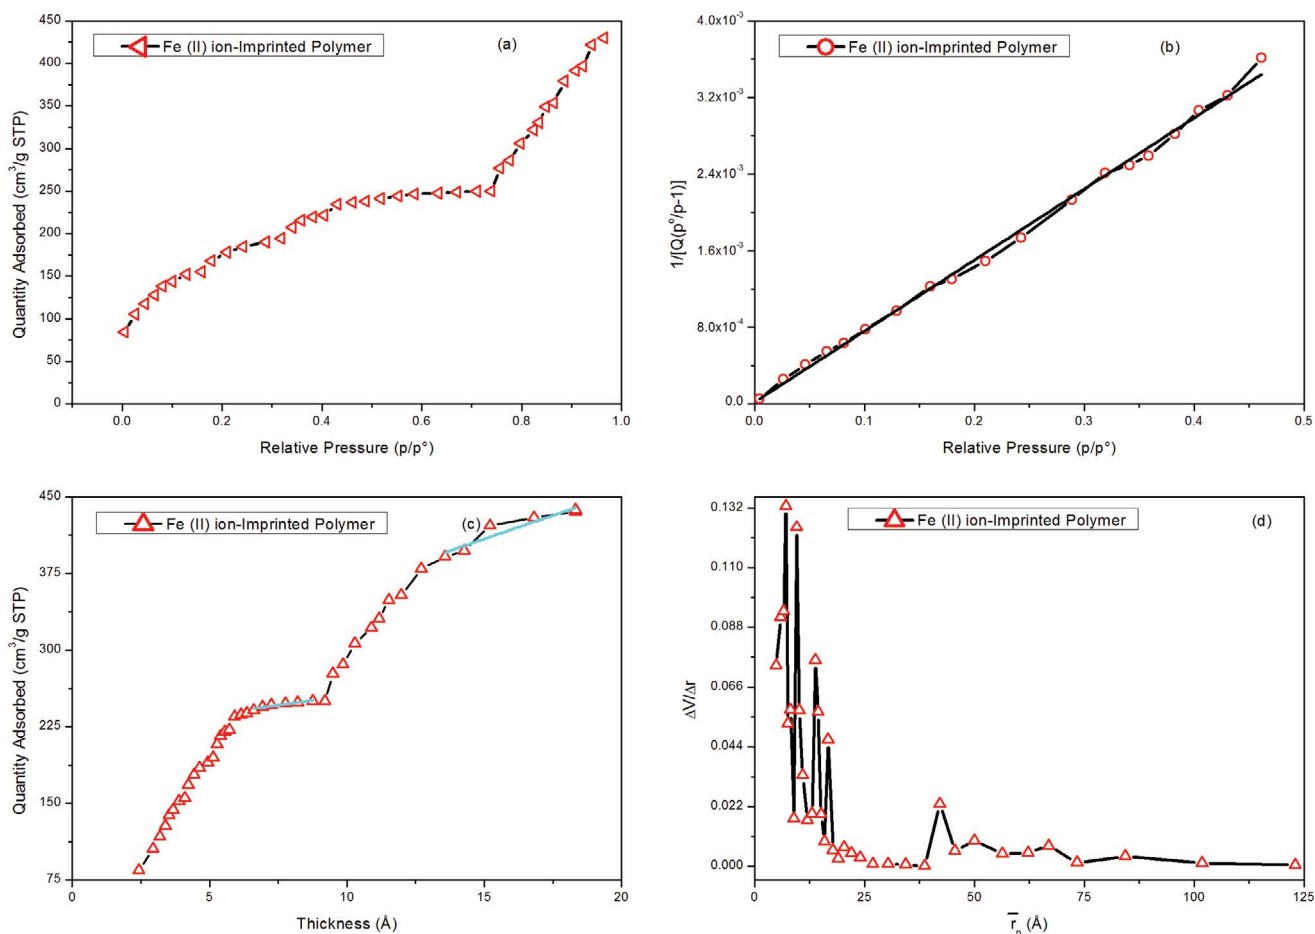 450
400
350
300
250
200
150
100
50
0
Quantity Adsorbed (cm³/g STP)
Fe (II) ion-Imprinted Polymer
(a)
0.0 0.2 0.4 0.6 0.8 1.0
Relative Pressure (p/p°)
4.0x10⁻³
3.2x10⁻³
2.4x10⁻³
1.6x10⁻³
8.0x10⁻⁴
0.0
1/[Q(p°/p-1)]
Fe (II) ion-Imprinted Polymer
(b)
0.0 0.1 0.2 0.3 0.4 0.5
Relative Pressure (p/p°)
450
375
300
225
150
75
Quantity Adsorbed (cm³/g STP)
Fe (II) ion-Imprinted Polymer
(c)
0 5 10 15 20
Thickness (Å)
0.132
0.110
0.088
0.066
0.044
0.022
0.000
ΔV/Δr
Fe (II) ion-Imprinted Polymer
(d)
0 25 50 75 100 125
r̅ₚ (Å)